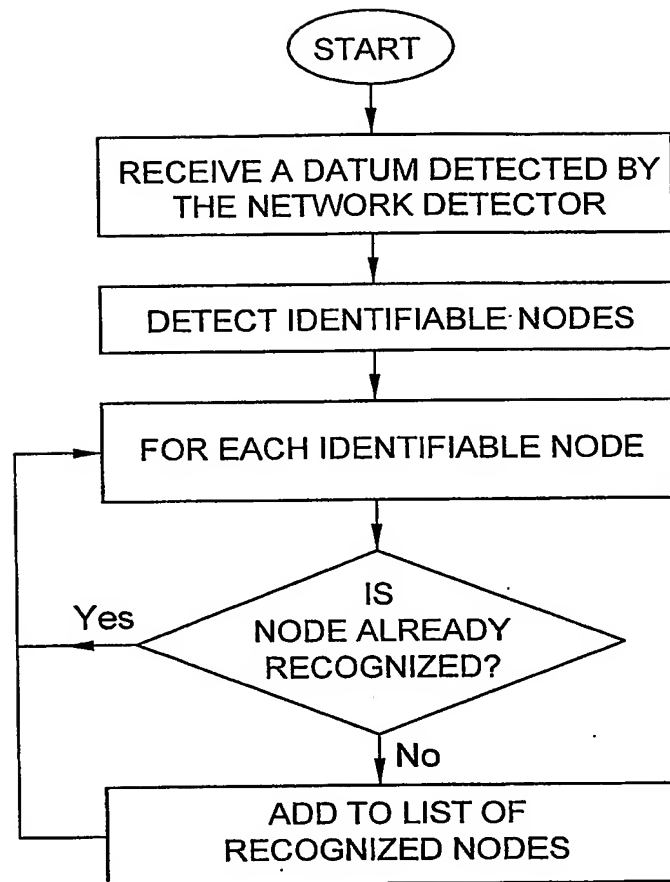 START
RECEIVE A DATUM DETECTED BY
THE NETWORK DETECTOR
DETECT IDENTIFIABLE NODES
FOR EACH IDENTIFIABLE NODE
IS
NODE ALREADY
RECOGNIZED?
Yes
No
ADD TO LIST OF
RECOGNIZED NODES